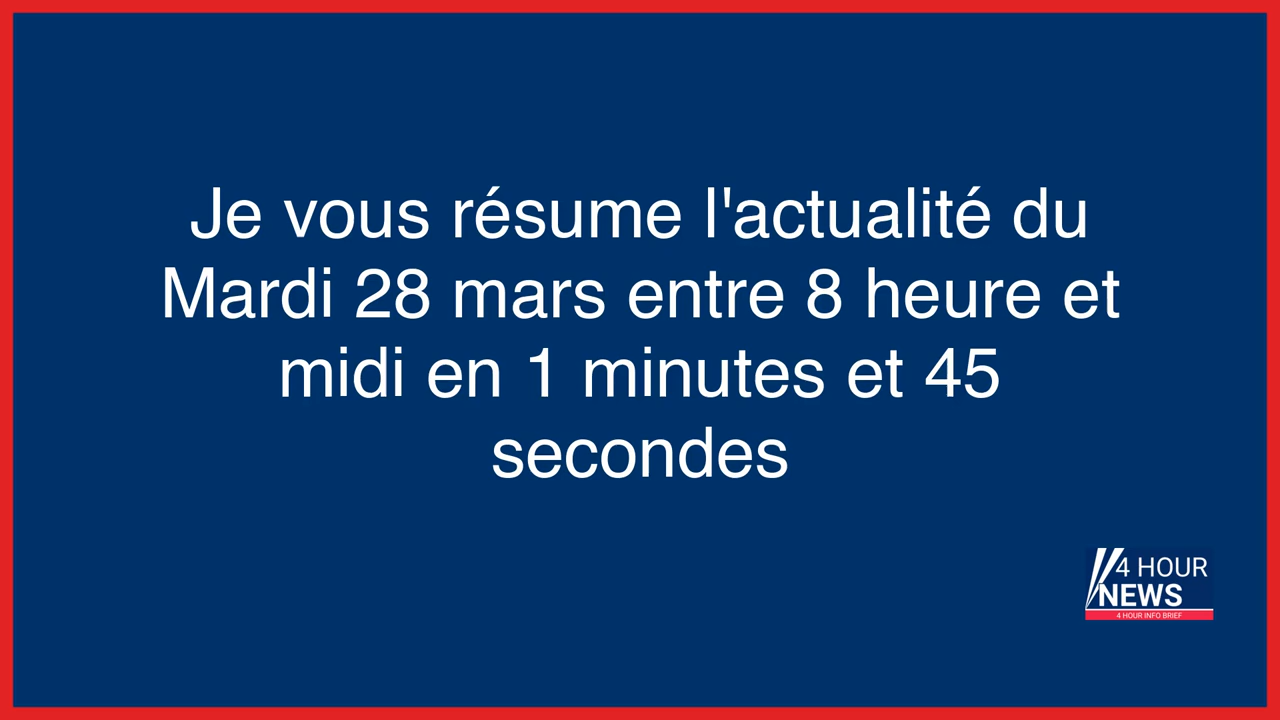 Je vous résume l'actualité du
Mardi 28 mars entre 8 heure et
midi en 1 minutes et 45
secondes
4 HOUR
NEWS
4 HOUR INFO BRIEF